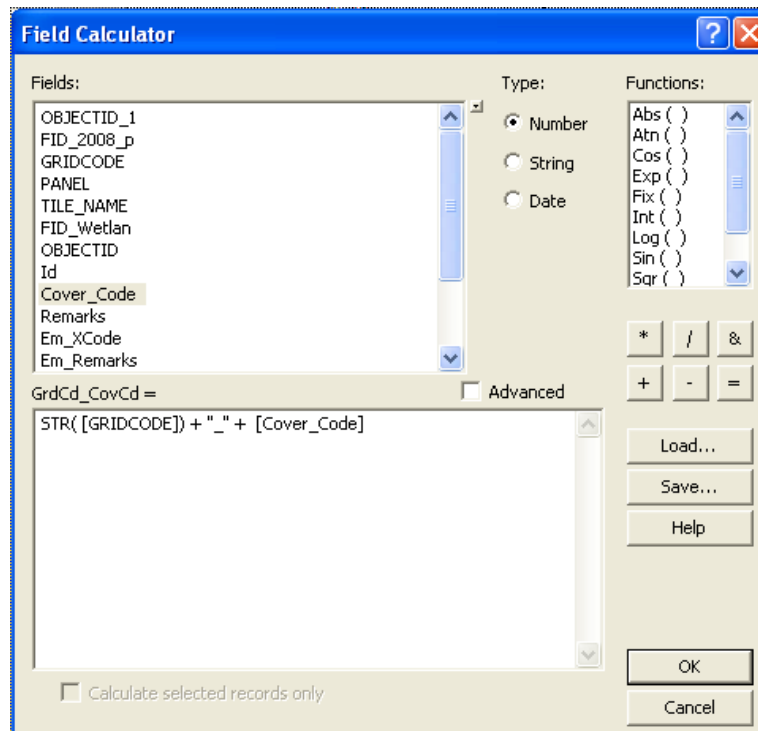 Field Calculator
Fields:
OBJECTID_1
FID_2008_p
GRIDCODE
PANEL
TILE_NAME
FID_Wetlan
OBJECTID
Id
Cover_Code
Remarks
Em_XCode
Em_Remarks
Type:
Number
String
Date
Functions:
Abs ( )
Atn ( )
Cos ( )
Exp ( )
Fix ( )
Int ( )
Log ( )
Sin ( )
Sqr ( )
* / &
+ - =
GrdCd_CovCd =
Advanced
STR( [GRIDCODE]) + "_" +  [Cover_Code]
Load...
Save...
Help
Calculate selected records only
OK
Cancel